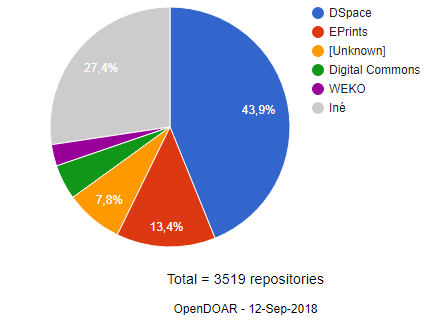 DSpace
EPrints
[Unknown]
Digital Commons
WEKO
Iné
27,4%
43,9%
7,8%
13,4%
Total = 3519 repositories
OpenDOAR - 12-Sep-2018